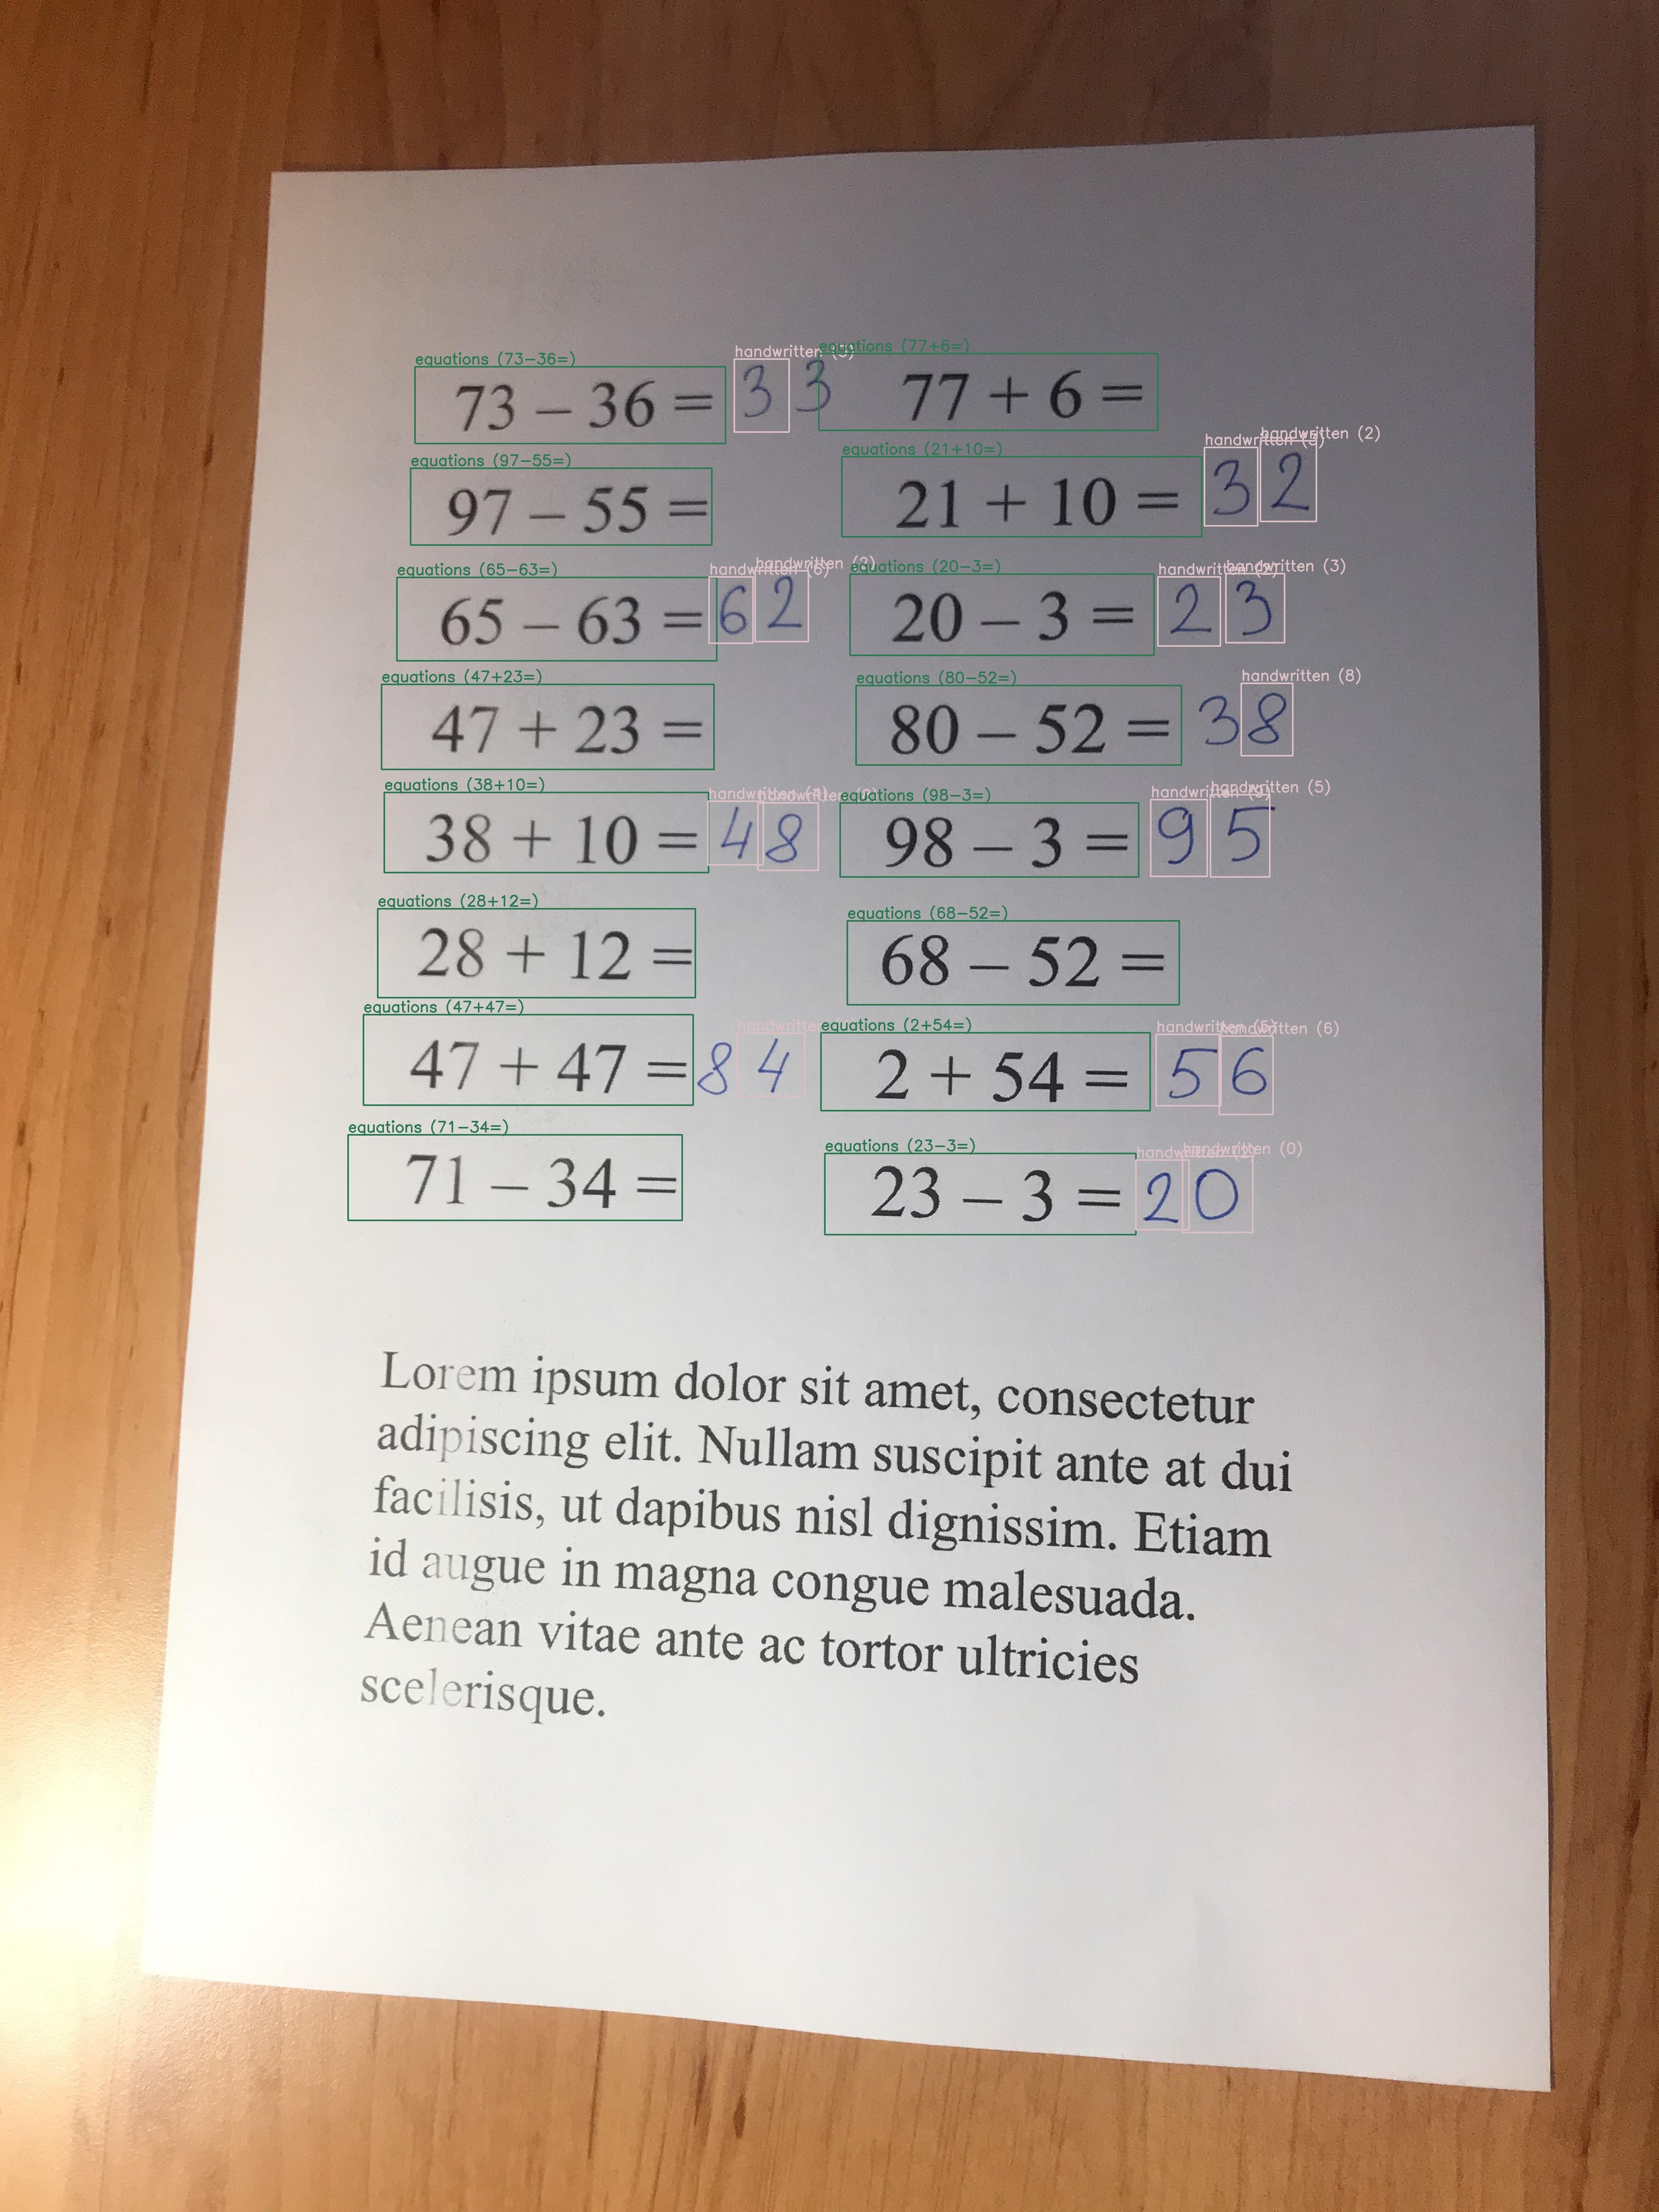 73 – 36 = 33 77 + 6 =
97 – 55 = 21 + 10 = 32
65 – 63 = 62 20 – 3 = 23
47 + 23 = 80 – 52 = 38
38 + 10 = 48 98 – 3 = 95
28 + 12 = 68 – 52 =
47 + 47 = 84 2 + 54 = 56
71 – 34 = 23 – 3 = 20
Lorem ipsum dolor sit amet, consectetur
adipiscing elit. Nullam suscipit ante at dui
facilisis, ut dapibus nisl dignissim. Etiam
id augue in magna congue malesuada.
Aenean vitae ante ac tortor ultricies
scelerisque.
equations (73-36=)
handwritten
equations (77+6=)
equations (97-55=)
equations (21+10=)
handwritten
handwritten (2)
equations (65-63=)
handwritten
handwritten
equations (20-3=)
handwritten
handwritten (3)
equations (47+23=)
equations (80-52=)
handwritten (8)
equations (38+10=)
handwritten
handwritten
equations (98-3=)
handwritten
handwritten (5)
equations (28+12=)
equations (68-52=)
equations (47+47=)
handwritten
equations (2+54=)
handwritten
handwritten (6)
equations (71-34=)
equations (23-3=)
handwritten
handwritten (0)